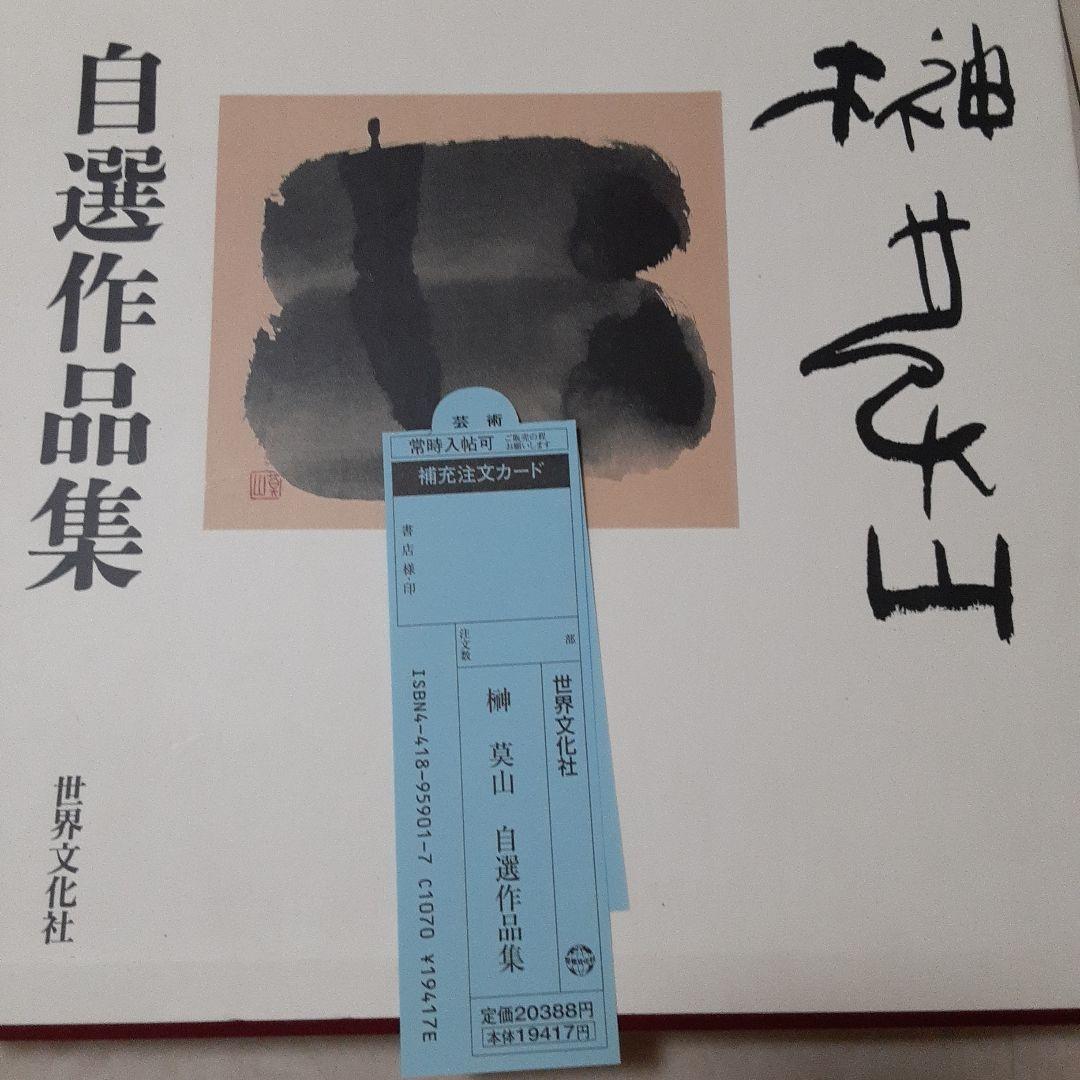 榊莫山
自選作品集
世界文化社
莫山
芸術
常時入帖可
ご販売の程
お願いします
補充注文カード
書店様・印
注文数
部
世界文化社
榊 莫山 自選作品集
ISBN4-418-95901-7 C1070 ¥19417E
定価20388円
本体19417円